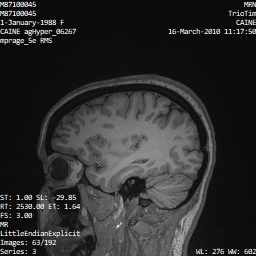 M87100045
MRN
M87100045
TrioTim
1-January-1988 F
CAINE
CAINE agHyper_06267
16-March-2010 11:17:50
mprage_5e RMS
ST: 1.00 SL: -29.85
RT: 2530.00 ET: 1.64
FS: 3.00
MR
LittleEndianExplicit
Images: 63/192
Series: 3
WL: 276 WW: 602